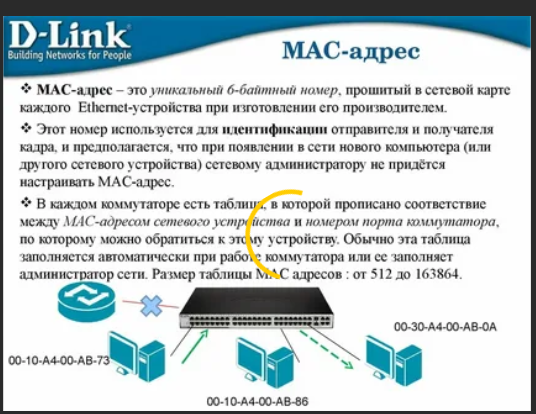 D-Link
Building Networks for People
MAC-адрес
❖ MAC-адрес – это уникальный 6-байтный номер, прошитый в сетевой карте
каждого Ethernet-устройства при изготовлении его производителем.
❖ Этот номер используется для идентификации отправителя и получателя
кадра, и предполагается, что при появлении в сети нового компьютера (или
другого сетевого устройства) сетевому администратору не придётся
настраивать MAC-адрес.
❖ В каждом коммутаторе есть таблица, в которой прописано соответствие
между MAC-адресом сетевого устройства и номером порта коммутатора,
по которому можно обратиться к этому устройству. Обычно эта таблица
заполняется автоматически при работе коммутатора или ее заполняет
администратор сети. Размер таблицы MAC адресов : от 512 до 163864.
00-30-A4-00-AB-0A
00-10-A4-00-AB-73
00-10-A4-00-AB-86